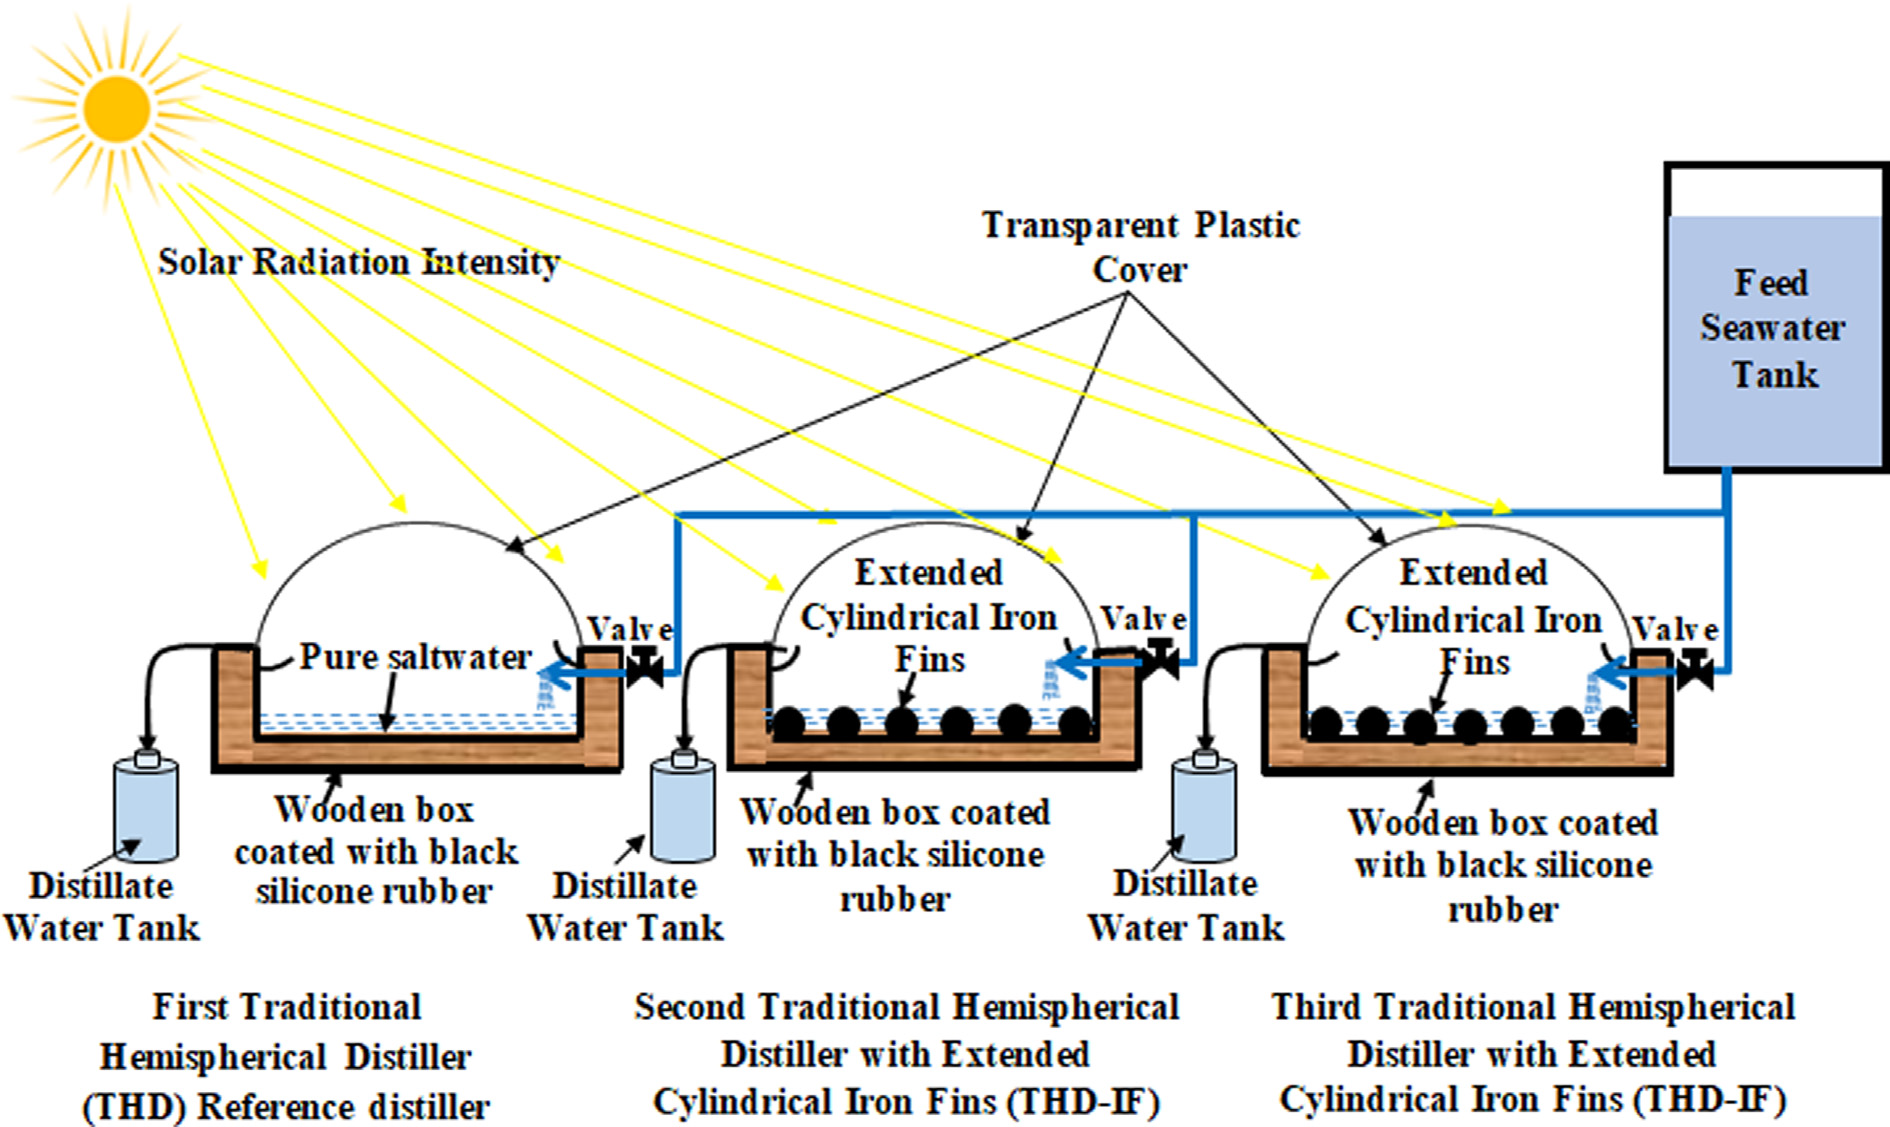 Solar Radiation Intensity
Transparent Plastic
Cover
Feed
Seawater
Tank
Pure saltwater
Valve
Extended
Cylindrical Iron
Fins
Valve
Extended
Cylindrical Iron
Fins
Valve
Distillate
Water Tank
Wooden box
coated with black
silicone rubber
Distillate
Water Tank
Wooden box coated
with black silicone
rubber
Distillate
Water Tank
Wooden box coated
with black silicone
rubber
First Traditional
Hemispherical Distiller
(THD) Reference distiller
Second Traditional Hemispherical
Distiller with Extended
Cylindrical Iron Fins (THD-IF)
Third Traditional Hemispherical
Distiller with Extended
Cylindrical Iron Fins (THD-IF)